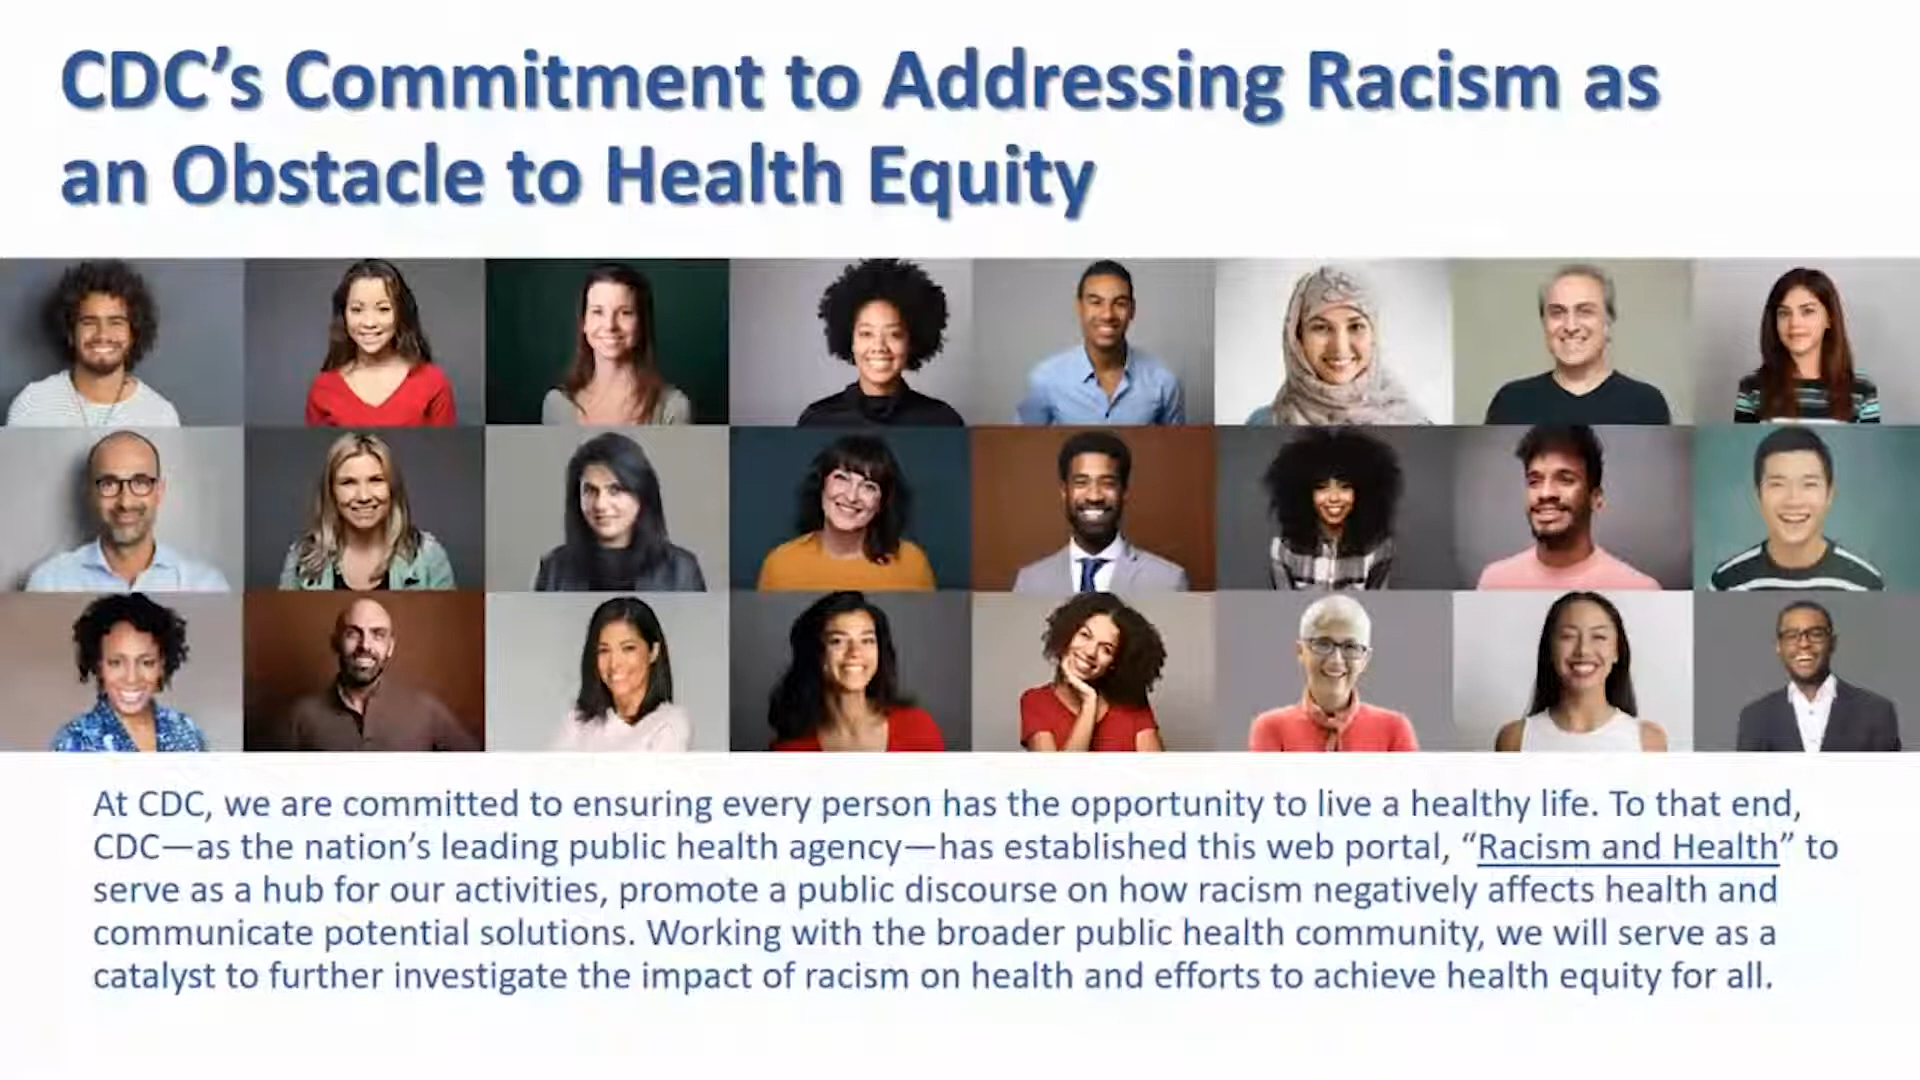 CDC’s Commitment to Addressing Racism as
an Obstacle to Health Equity
At CDC, we are committed to ensuring every person has the opportunity to live a healthy life. To that end,
CDC—as the nation’s leading public health agency—has established this web portal, “Racism and Health” to
serve as a hub for our activities, promote a public discourse on how racism negatively affects health and
communicate potential solutions. Working with the broader public health community, we will serve as a
catalyst to further investigate the impact of racism on health and efforts to achieve health equity for all.